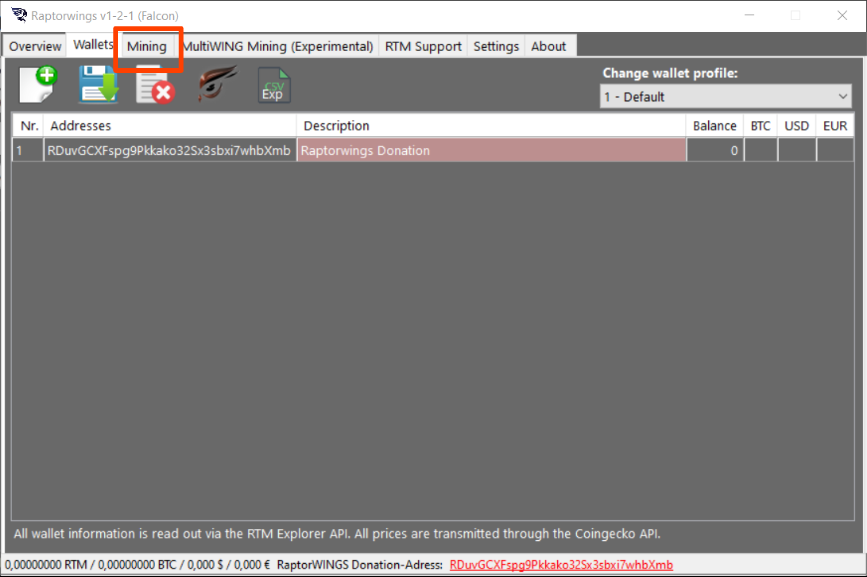 Raptorwings v1-2-1 (Falcon)
Overview Wallets Mining MultiWING Mining (Experimental) RTM Support Settings About
CSV
Exp
Change wallet profile:
1 - Default
Nr. Addresses Description Balance BTC USD EUR
1 RDuvGCXFspg9Pkkako32Sx3sbxi7whbXmb Raptorwings Donation 0
All wallet information is read out via the RTM Explorer API. All prices are transmitted through the Coingecko API.
0,00000000 RTM / 0,00000000 BTC / 0,000 $ / 0,000 € RaptorWINGS Donation-Adress: RDuvGCXFspg9Pkkako32Sx3sbxi7whbXmb